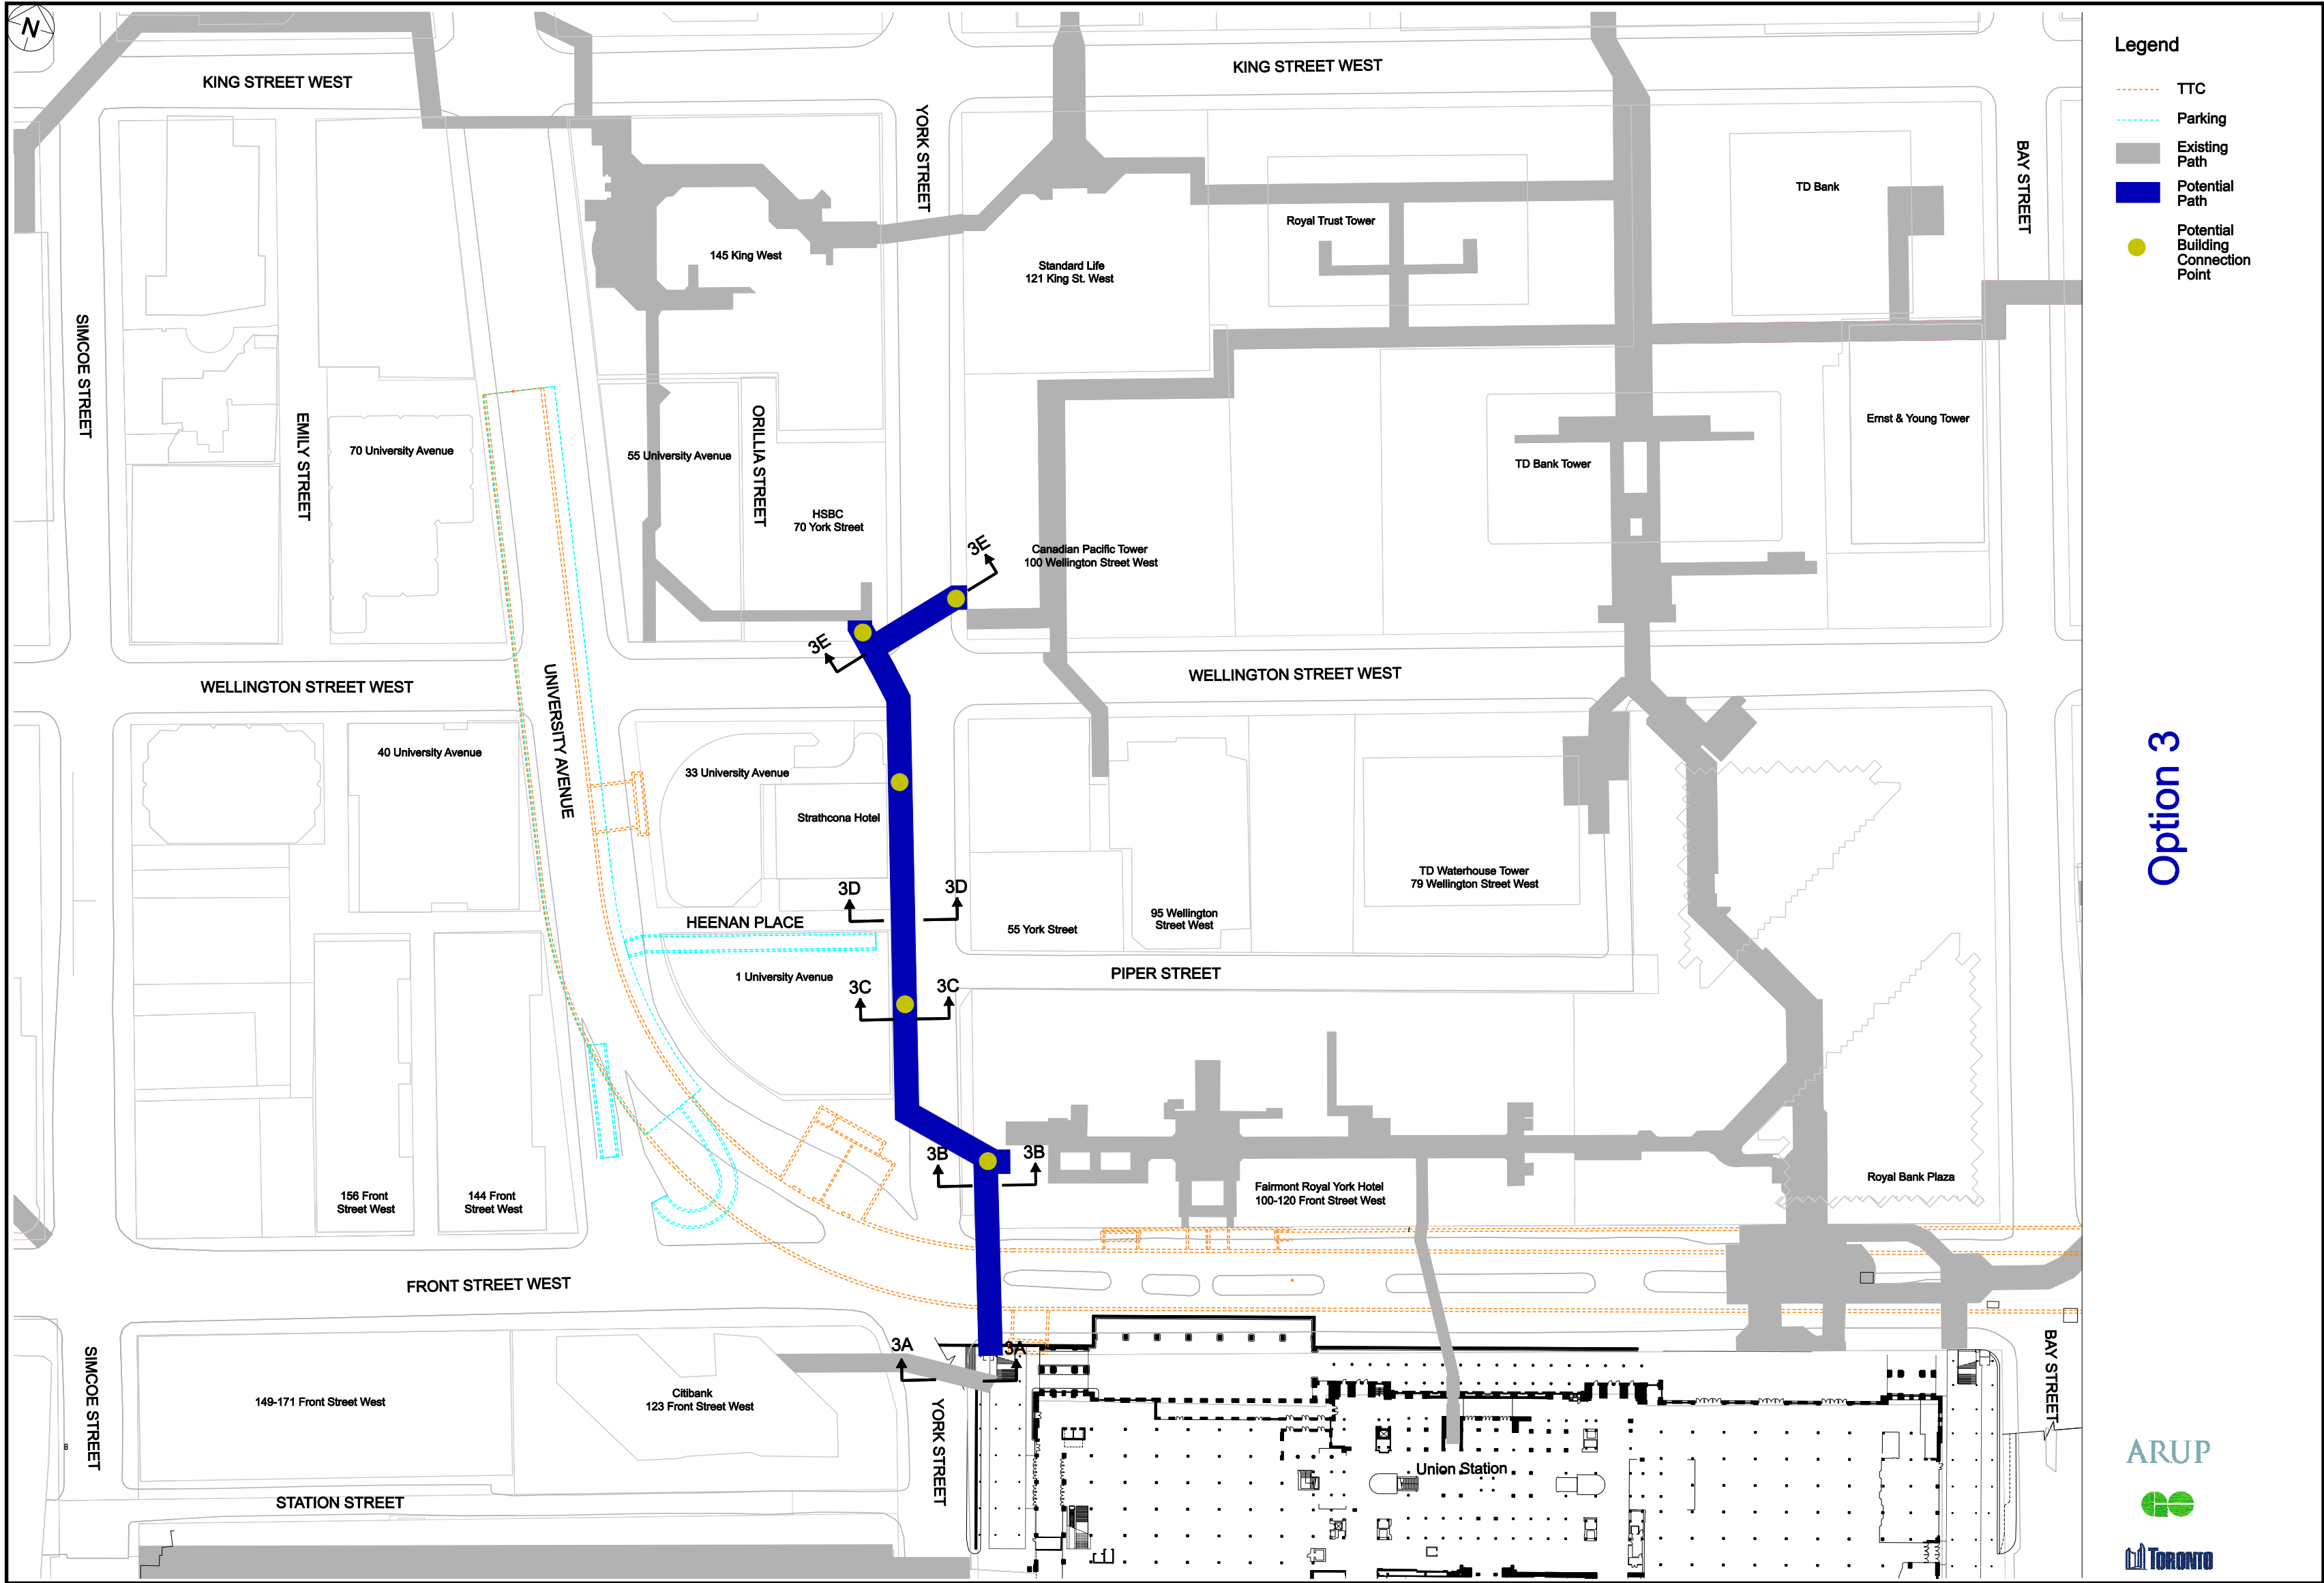 N
KING STREET WEST
KING STREET WEST
YORK STREET
BAY STREET
Legend
TTC
Parking
Existing
Path
Potential
Path
Potential
Building
Connection
Point
TD Bank
Royal Trust Tower
145 King West
Standard Life
121 King St. West
SIMCOE STREET
EMILY STREET
70 University Avenue
55 University Avenue
ORILLIA STREET
HSBC
70 York Street
Ernst & Young Tower
TD Bank Tower
3E
Canadian Pacific Tower
100 Wellington Street West
3E
WELLINGTON STREET WEST
UNIVERSITY AVENUE
WELLINGTON STREET WEST
40 University Avenue
33 University Avenue
Strathcona Hotel
Option 3
TD Waterhouse Tower
79 Wellington Street West
3D
3D
HEENAN PLACE
55 York Street
95 Wellington
Street West
1 University Avenue
PIPER STREET
3C
3C
3B
3B
156 Front
Street West
144 Front
Street West
Fairmont Royal York Hotel
100-120 Front Street West
Royal Bank Plaza
FRONT STREET WEST
3A
3A
SIMCOE STREET
149-171 Front Street West
Citibank
123 Front Street West
YORK STREET
BAY STREET
Union Station
STATION STREET
ARUP
GO
TORONTO